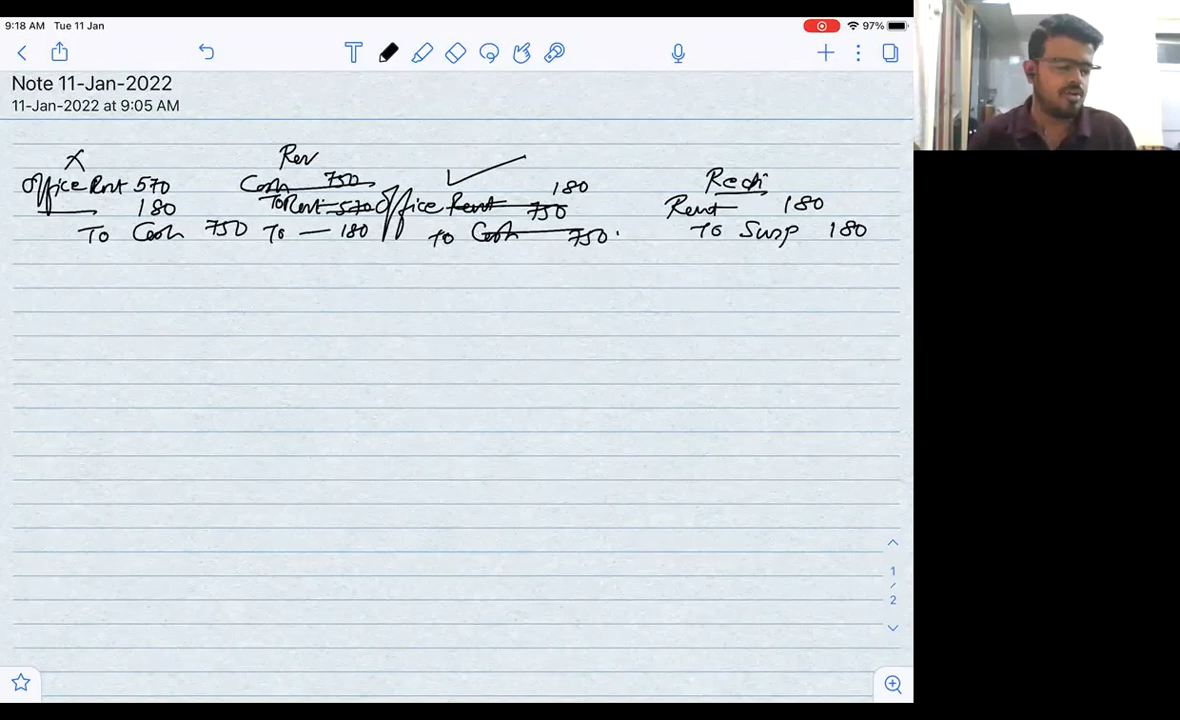 9:18 AM Tue 11 Jan
97%
T
Note 11-Jan-2022
11-Jan-2022 at 9:05 AM
X
Office Rent 570
180
To Cash 750
Rev
Cash 750
To Rent 570
To — 180
180
Office Rent 750
To Cash 750.
Recti
Rent 180
To Susp 180
1
/
2